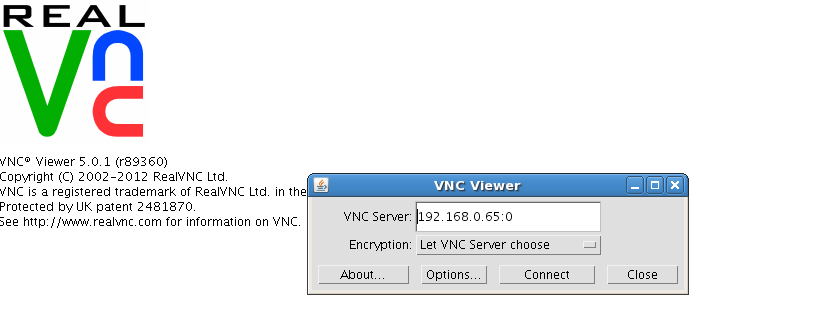 REAL
VNC
VNC® Viewer 5.0.1 (r89360)
Copyright (C) 2002-2012 RealVNC Ltd.
VNC is a registered trademark of RealVNC Ltd. in the
Protected by UK patent 2481870.
See http://www.realvnc.com for information on VNC.
VNC Viewer
VNC Server: 192.168.0.65:0
Encryption: Let VNC Server choose
About... Options... Connect Close